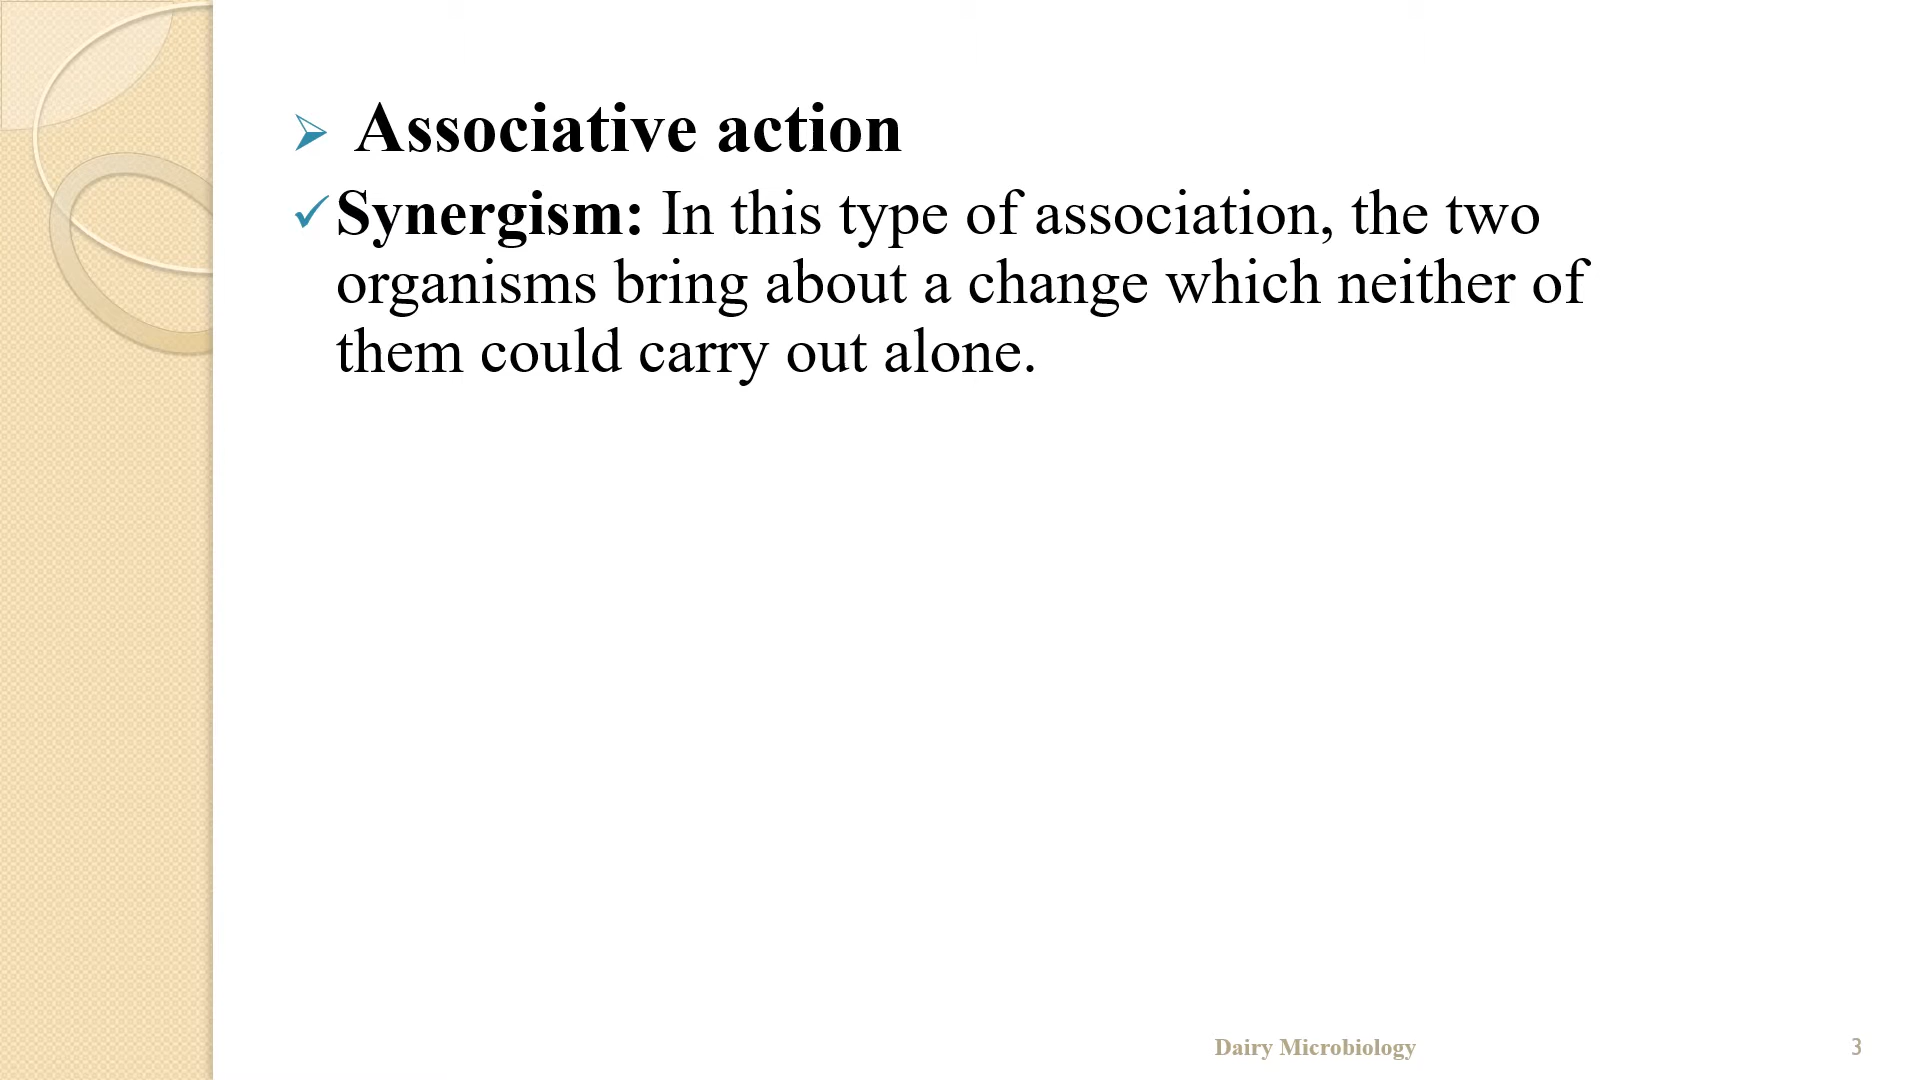 Associative action
Synergism: In this type of association, the two
organisms bring about a change which neither of
them could carry out alone.
Dairy Microbiology
3